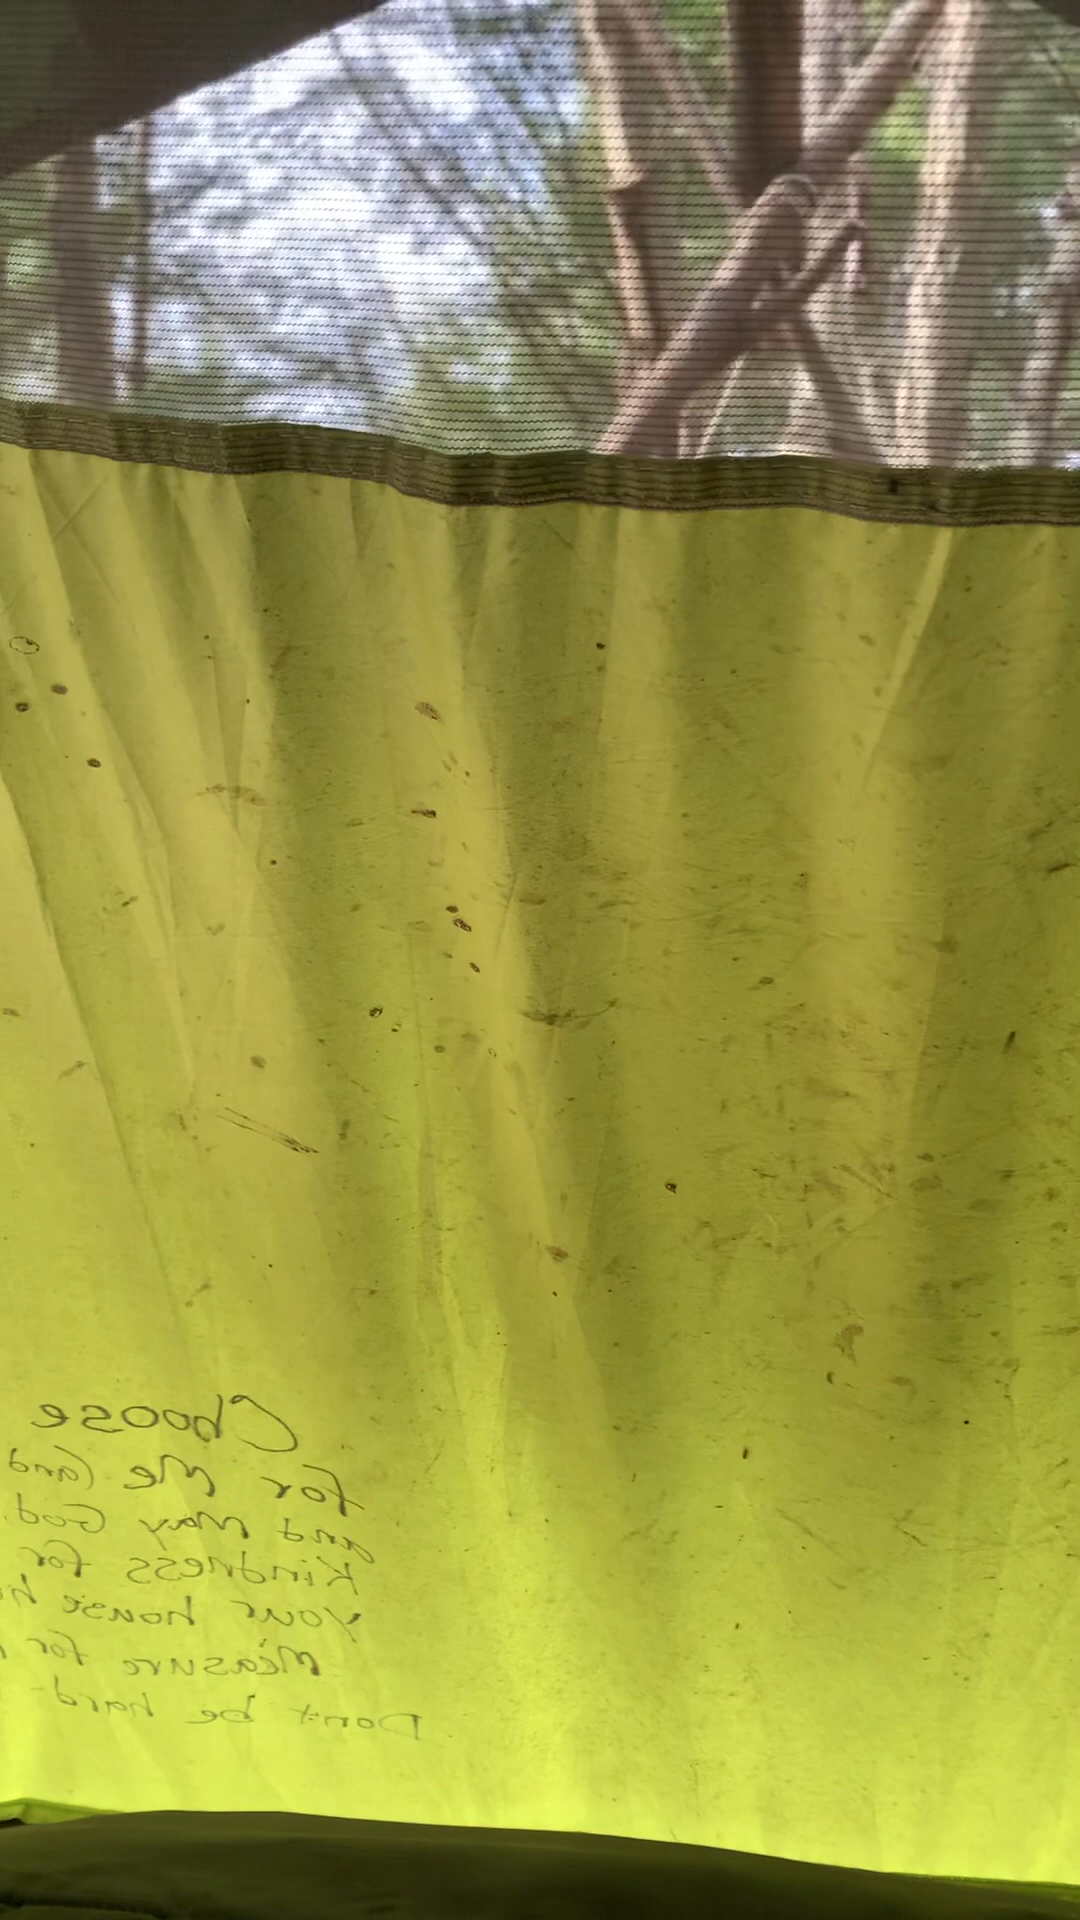 Choose
for Me (and
and may God
Kindness for
your house h
Measure for
Don't be hard-